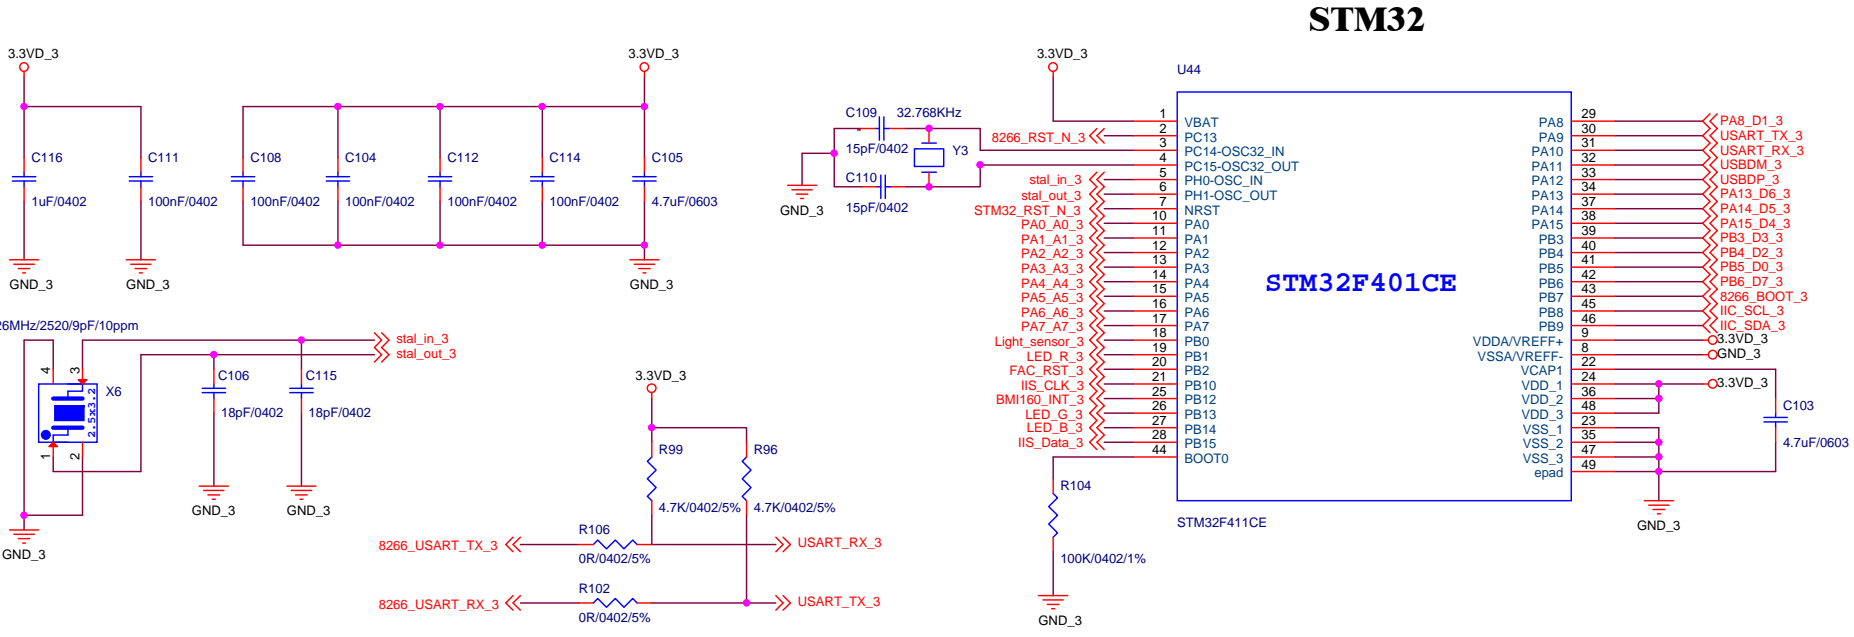 STM32
3.3VD_3
3.3VD_3
C116
1uF/0402
C111
100nF/0402
C108
100nF/0402
C104
100nF/0402
C112
100nF/0402
C114
100nF/0402
C105
4.7uF/0603
GND_3
GND_3
GND_3
26MHz/2520/9pF/10ppm
stal_in_3
stal_out_3
4
3
X6
2.5x3.2
1
2
C106
18pF/0402
C115
18pF/0402
GND_3
GND_3
GND_3
3.3VD_3
R99
4.7K/0402/5%
R96
4.7K/0402/5%
8266_USART_TX_3
R106
0R/0402/5%
USART_RX_3
8266_USART_RX_3
R102
0R/0402/5%
USART_TX_3
3.3VD_3
C109
32.768KHz
15pF/0402
Y3
C110
15pF/0402
GND_3
U44
1 VBAT
8266_RST_N_3 2 PC13
3 PC14-OSC32_IN
4 PC15-OSC32_OUT
stal_in_3 5 PH0-OSC_IN
stal_out_3 6 PH1-OSC_OUT
STM32_RST_N_3 7 NRST
PA0_A0_3 10 PA0
PA1_A1_3 11 PA1
PA2_A2_3 12 PA2
PA3_A3_3 13 PA3
PA4_A4_3 14 PA4
PA5_A5_3 15 PA5
PA6_A6_3 16 PA6
PA7_A7_3 17 PA7
Light_sensor_3 18 PB0
LED_R_3 19 PB1
FAC_RST_3 20 PB2
IIS_CLK_3 21 PB10
BMI160_INT_3 25 PB12
LED_G_3 26 PB13
LED_B_3 27 PB14
IIS_Data_3 28 PB15
44 BOOT0
R104
100K/0402/1%
GND_3
STM32F401CE
STM32F411CE
PA8 29 PA8_D1_3
PA9 30 USART_TX_3
PA10 31 USART_RX_3
PA11 32 USBDM_3
PA12 33 USBDP_3
PA13 34 PA13_D6_3
PA14 37 PA14_D5_3
PA15 38 PA15_D4_3
PB3 39 PB3_D3_3
PB4 40 PB4_D2_3
PB5 41 PB5_D0_3
PB6 42 PB6_D7_3
PB7 43 8266_BOOT_3
PB8 45 IIC_SCL_3
PB9 46 IIC_SDA_3
VDDA/VREFF+ 9 3.3VD_3
VSSA/VREFF- 8 GND_3
VCAP1 22
VDD_1 24 3.3VD_3
VDD_2 36
VDD_3 48
VSS_1 23
VSS_2 35
VSS_3 47
epad 49
C103
4.7uF/0603
GND_3